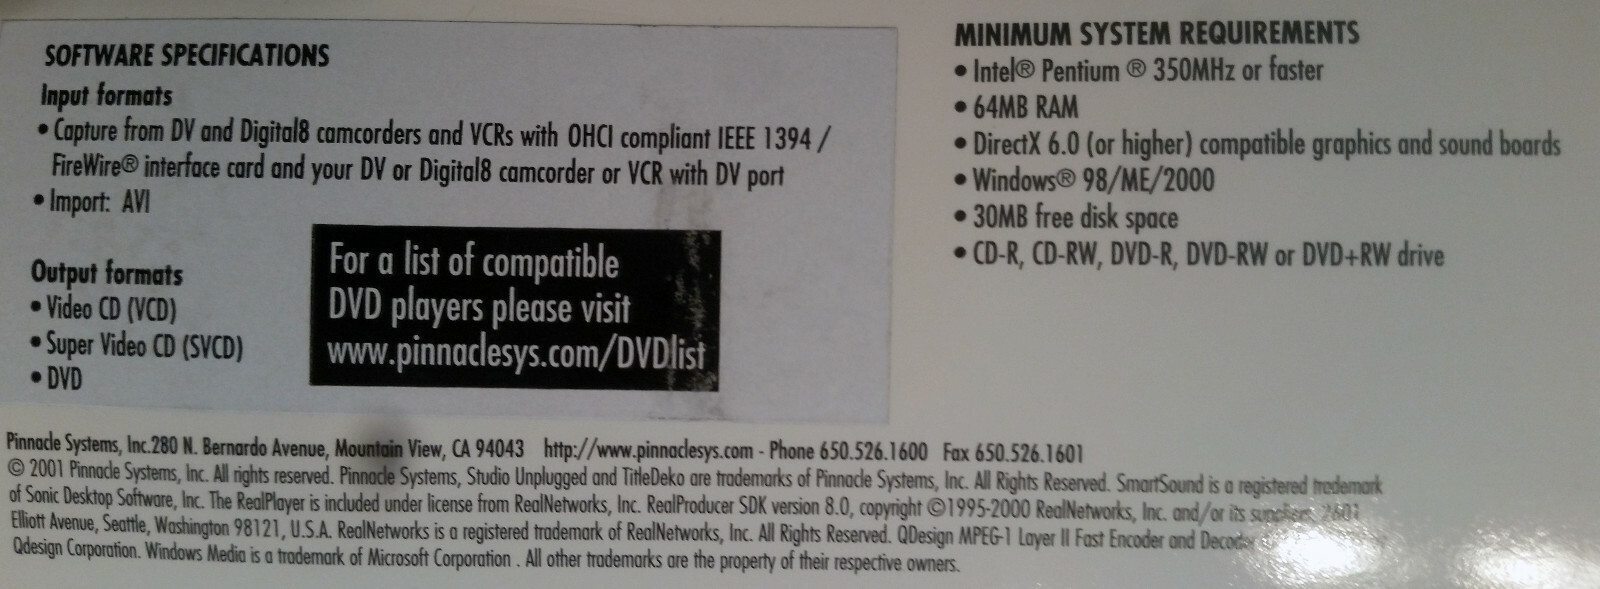 SOFTWARE SPECIFICATIONS
Input formats
• Capture from DV and Digital8 camcorders and VCRs with OHCI compliant IEEE 1394 /
FireWire® interface card and your DV or Digital8 camcorder or VCR with DV port
• Import: AVI
Output formats
• Video CD (VCD)
• Super Video CD (SVCD)
• DVD
For a list of compatible
DVD players please visit
www.pinnaclesys.com/DVDlist
MINIMUM SYSTEM REQUIREMENTS
• Intel® Pentium ® 350MHz or faster
• 64MB RAM
• DirectX 6.0 (or higher) compatible graphics and sound boards
• Windows® 98/ME/2000
• 30MB free disk space
• CD-R, CD-RW, DVD-R, DVD-RW or DVD+RW drive
Pinnacle Systems, Inc.280 N. Bernardo Avenue, Mountain View, CA 94043 http://www.pinnaclesys.com - Phone 650.526.1600 Fax 650.526.1601
© 2001 Pinnacle Systems, Inc. All rights reserved. Pinnacle Systems, Studio Unplugged and TitleDeko are trademarks of Pinnacle Systems, Inc. All Rights Reserved. SmartSound is a registered trademark
of Sonic Desktop Software, Inc. The RealPlayer is included under license from RealNetworks, Inc. RealProducer SDK version 8.0, copyright ©1995-2000 RealNetworks, Inc. and/or its suppliers. 2601
Elliott Avenue, Seattle, Washington 98121, U.S.A. RealNetworks is a registered trademark of RealNetworks, Inc. All Rights Reserved. QDesign MPEG-1 Layer II Fast Encoder and Decoder
Qdesign Corporation. Windows Media is a trademark of Microsoft Corporation . All other trademarks are the property of their respective owners.